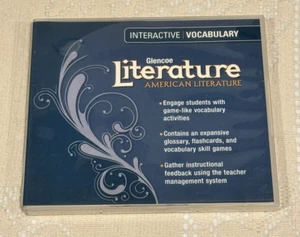 INTERACTIVE | VOCABULARY
Glencoe
Literature
AMERICAN LITERATURE
• Engage students with
game-like vocabulary
activities
• Contains an expansive
glossary, flashcards, and
vocabulary skill games
• Gather instructional
feedback using the teacher
management system